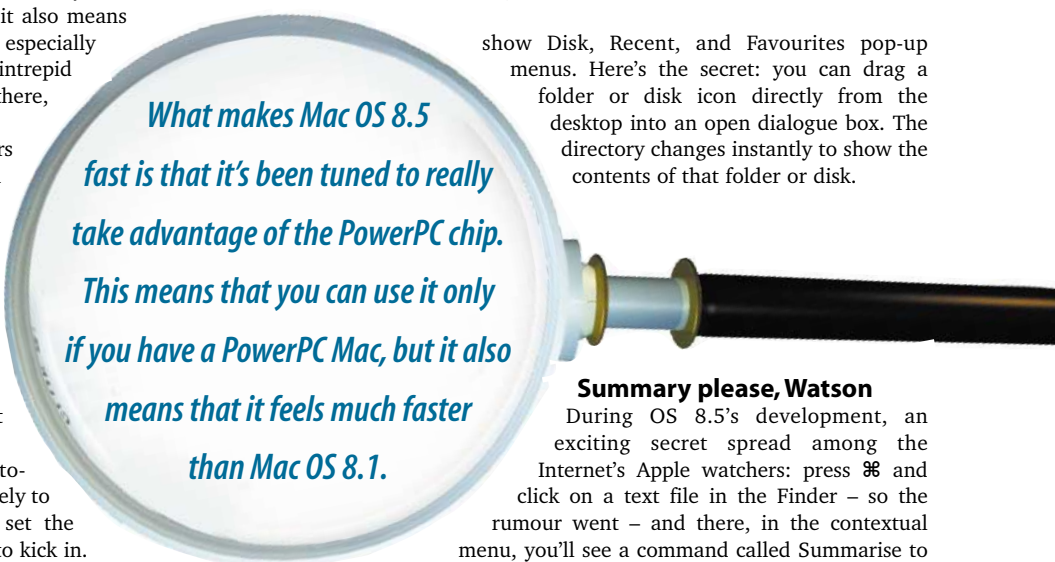 it also means
especially
intrepid
there,
rs
t
to-
ely to
set the
to kick in.
What makes Mac OS 8.5
fast is that it's been tuned to really
take advantage of the PowerPC chip.
This means that you can use it only
if you have a PowerPC Mac, but it also
means that it feels much faster
than Mac OS 8.1.
show Disk, Recent, and Favourites pop-up
menus. Here's the secret: you can drag a
folder or disk icon directly from the
desktop into an open dialogue box. The
directory changes instantly to show the
contents of that folder or disk.
Summary please, Watson
During OS 8.5's development, an
exciting secret spread among the
Internet's Apple watchers: press ⌘ and
click on a text file in the Finder – so the
rumour went – and there, in the contextual
menu, you'll see a command called Summarise to